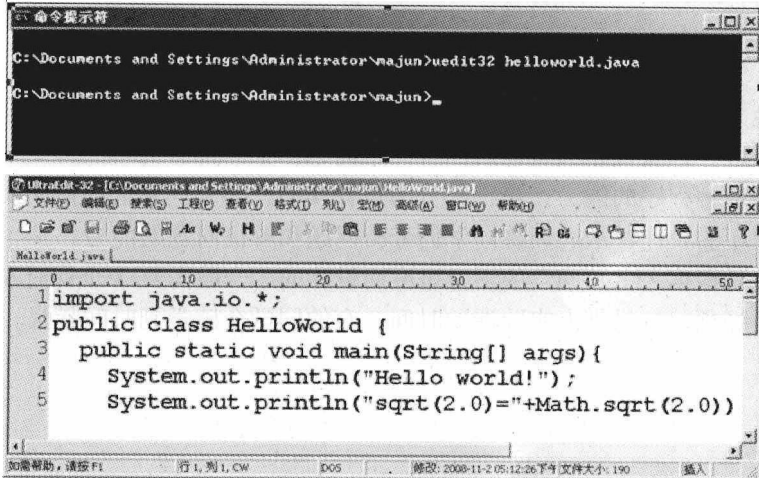 命令提示符
C:\Documents and Settings\Administrator\majun>uedit32 helloworld.java
C:\Documents and Settings\Administrator\majun>_
UltraEdit-32 - [C:\Documents and Settings\Administrator\majun\HelloWorld.java]
文件(F) 编辑(E) 搜索(S) 工程(P) 查看(V) 格式(T) 列(L) 宏(M) 高级(A) 窗口(W) 帮助(H)
HelloWorld.java
0 10 20 30 40 50
1 import java.io.*;
2 public class HelloWorld {
3 public static void main(String[] args){
4 System.out.println("Hello world!");
5 System.out.println("sqrt(2.0)="+Math.sqrt(2.0))
如需帮助，请按 F1 行 1, 列 1, CW DOS 修改: 2008-11-2 05:12:26下午 文件大小: 190 插入